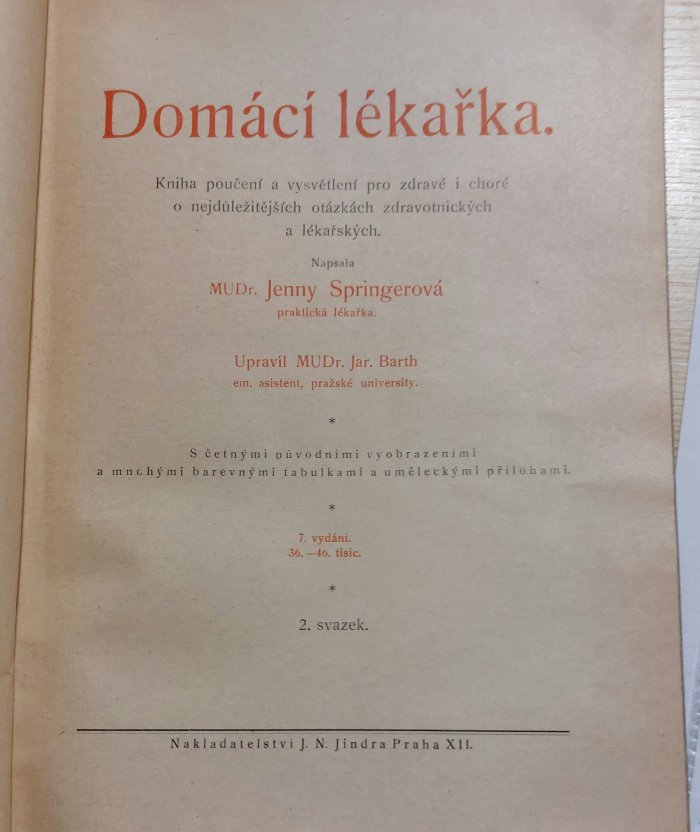 Domácí lékařka.
Kniha poučení a vysvětlení pro zdravé i choré
o nejdůležitějších otázkách zdravotnických
a lékařských.
Napsala
MUDr. Jenny Springerová
praktická lékařka.
Upravil MUDr. Jar. Barth
em. asistent, pražské university.
*
S četnými původními vyobrazeními
a mnohými barevnými tabulkami a uměleckými přílohami.
*
7. vydání.
36.—40. tisíc.
*
2. svazek.
Nakladatelství J. N. Jindra Praha XII.